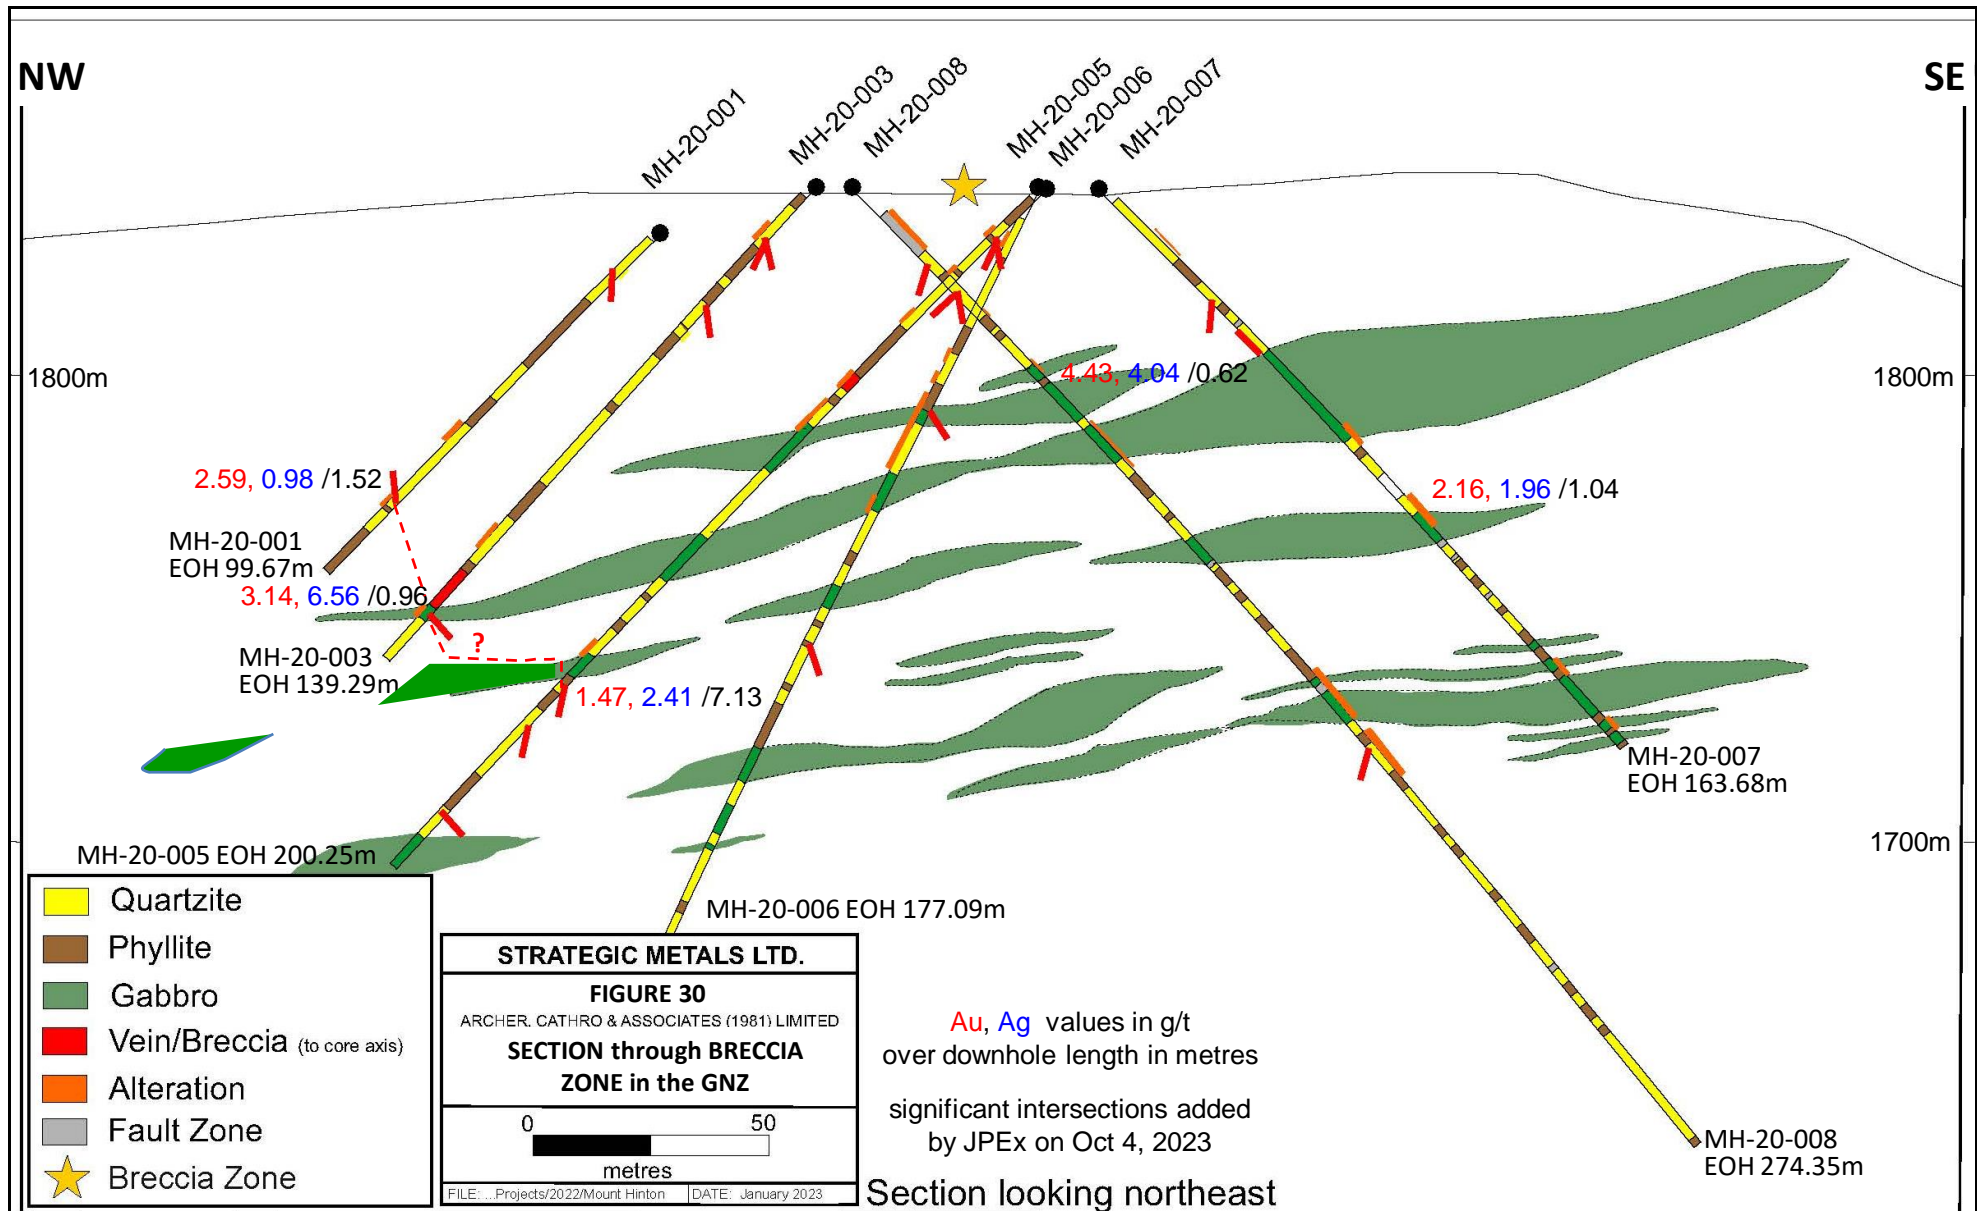 NW
SE
MH-20-001
MH-20-003
MH-20-008
MH-20-005
MH-20-006
MH-20-007
1800m
1800m
4.43, 4.04 /0.62
2.59, 0.98 /1.52
2.16, 1.96 /1.04
MH-20-001
EOH 99.67m
3.14, 6.56 /0.96
?
MH-20-003
EOH 139.29m
1.47, 2.41 /7.13
MH-20-007
EOH 163.68m
1700m
MH-20-005 EOH 200.25m
MH-20-006 EOH 177.09m
Quartzite
Phyllite
Gabbro
Vein/Breccia (to core axis)
Alteration
Fault Zone
Breccia Zone
STRATEGIC METALS LTD.
FIGURE 30
ARCHER, CATHRO & ASSOCIATES (1981) LIMITED
SECTION through BRECCIA
ZONE in the GNZ
0 50
metres
FILE: ...Projects/2022/Mount Hinton DATE: January 2023
Au, Ag values in g/t
over downhole length in metres
significant intersections added
by JPEx on Oct 4, 2023
Section looking northeast
MH-20-008
EOH 274.35m